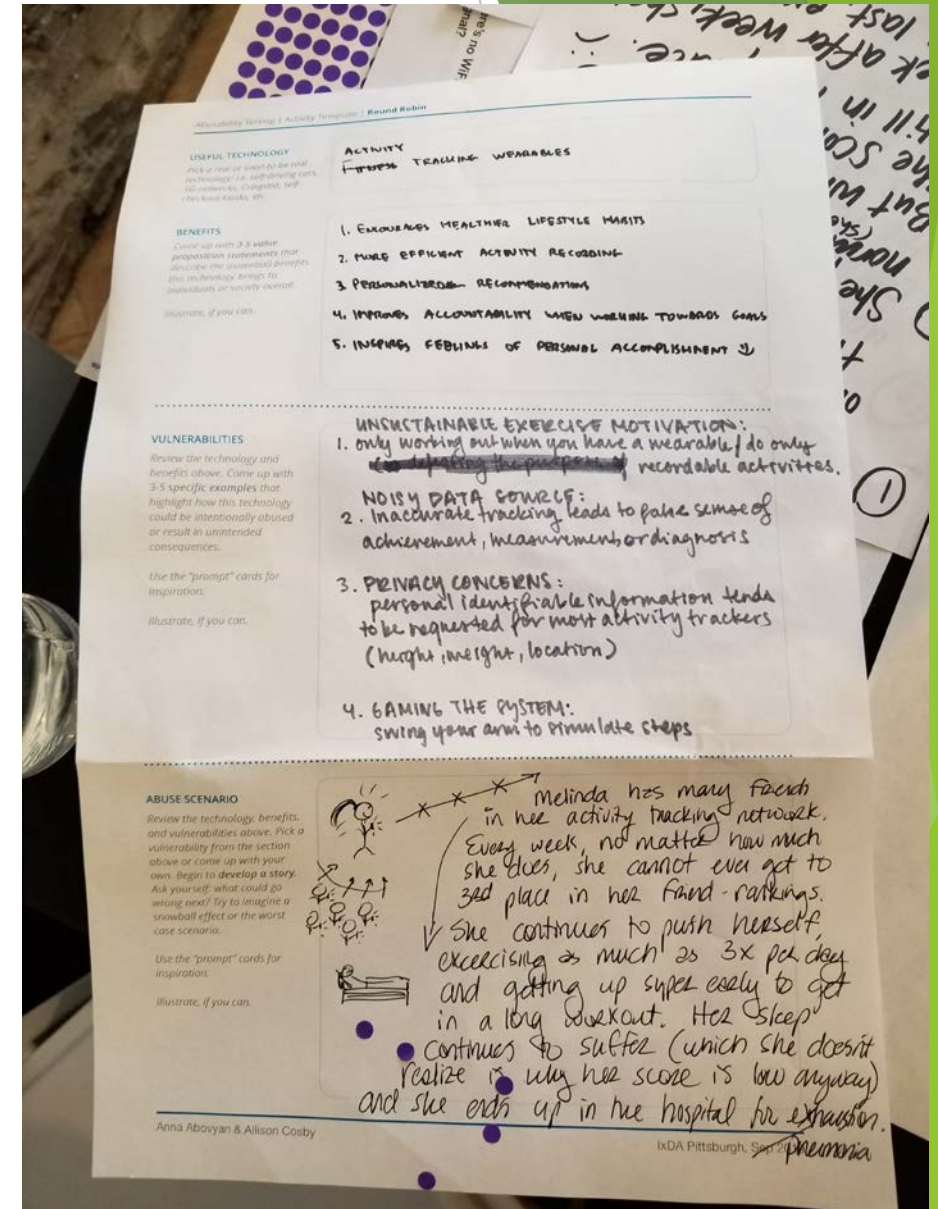 Abusability Testing | Activity Template | Round Robin
USEFUL TECHNOLOGY
Pick a real or soon to be real
technology: i.e. self-driving cars,
5G networks, Craigslist, self
checkout kiosks, etc.
ACTIVITY
Fitness TRACKING WEARABLES
BENEFITS
Come up with 3-5 value
proposition statements that
describe the (potential) benefits
this technology brings to
individuals or society overall.
Illustrate, if you can.
1. ENCOURAGES HEALTHIER LIFESTYLE HABITS
2. MORE EFFICIENT ACTIVITY RECORDING
3. PERSONALIZED RECOMMENDATIONS
4. IMPROVES ACCOUNTABILITY WHEN WORKING TOWARDS GOALS
5. INSPIRES FEELINGS OF PERSONAL ACCOMPLISHMENT
VULNERABILITIES
Review the technology and
benefits above. Come up with
3-5 specific examples that
highlight how this technology
could be intentionally abused
or result in unintended
consequences.
Use the "prompt" cards for
inspiration.
Illustrate, if you can.
UNSUSTAINABLE EXERCISE MOTIVATION:
1. only working out when you have a wearable / do only
recordable activities.
NOISY DATA SOURCE:
2. Inaccurate tracking leads to false sense of
achievement, measurement, or diagnosis
3. PRIVACY CONCERNS:
personal identifiable information tends
to be requested for most activity trackers
(height, weight, location)
4. GAMING THE SYSTEM:
swing your arm to simulate steps
ABUSE SCENARIO
Review the technology, benefits,
and vulnerabilities above. Pick a
vulnerability from the section
above or come up with your
own. Begin to develop a story.
Ask yourself: what could go
wrong next? Try to imagine a
snowball effect or the worst
case scenario.
Use the "prompt" cards for
inspiration.
Illustrate, if you can.
Melinda has many friends
in her activity tracking network.
Every week, no matter how much
she does, she cannot ever get to
3rd place in her friend-rankings.
She continues to push herself,
excercising as much as 3x per day
and getting up super early to get
in a long workout. Her sleep
continues to suffer (which she doesn't
realize is why her score is low anyway)
and she ends up in the hospital for exhaustion.
pnemonia
Anna Abovyan & Allison Cosby
IxDA Pittsburgh, Sep
1